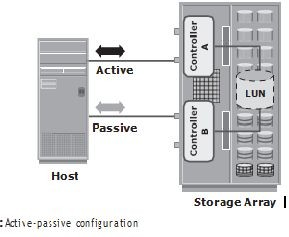 Controller A
Active
LUN
Passive
Controller B
Host
Storage Array
: Active-passive configuration